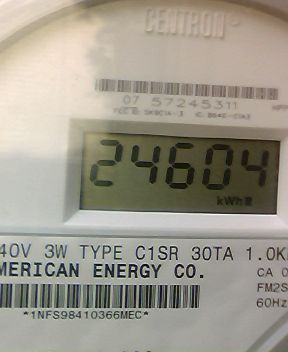 CENTRON
07 57245311
24604
kWh
40V 3W TYPE C1SR 30TA 1.0K
MERICAN ENERGY CO.
CA 0
FM2S
60Hz
*1NFS98410366MEC*